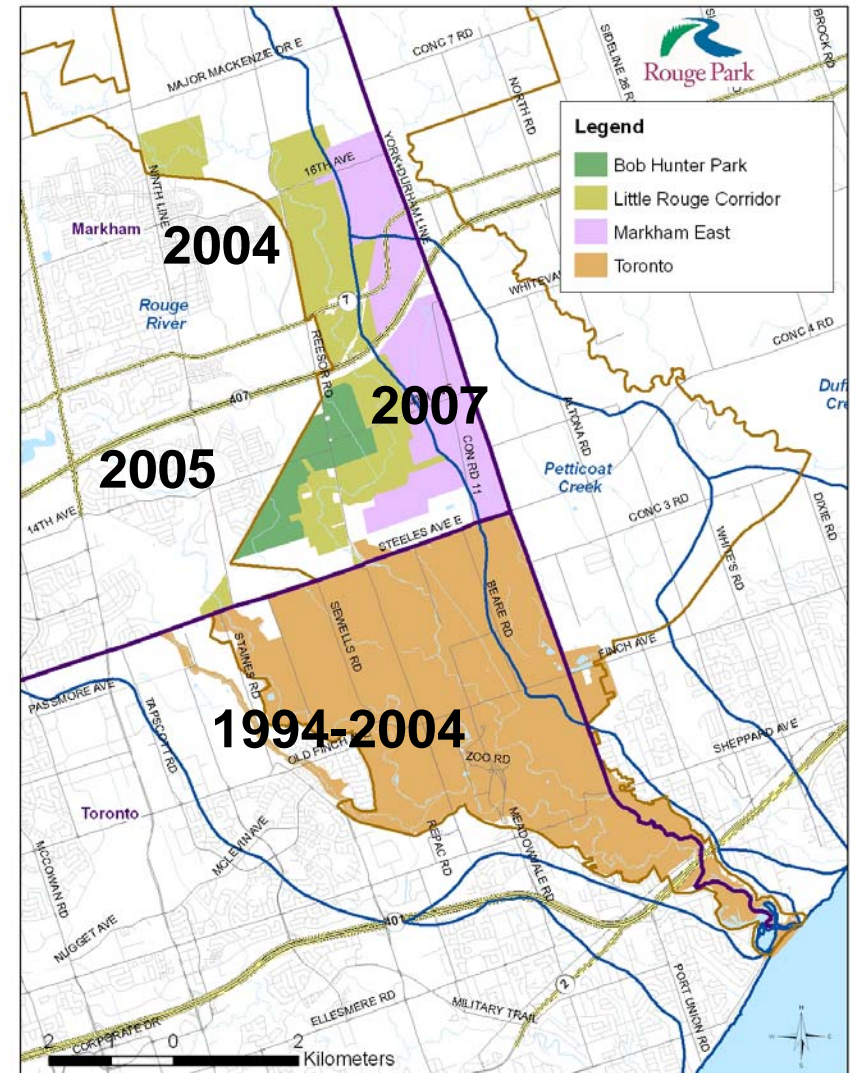 CONC 7 RD
MAJOR MACKENZIE DR E
SIDELINE 26 R
BROCK RD
NORTH RD
Rouge Park
Legend
Bob Hunter Park
Little Rouge Corridor
Markham East
Toronto
16TH AVE
YORK-DURHAM LINE
NINTH LINE
Markham
2004
Rouge
River
7
WHITEVA
CONC 4 RD
REESOR RD
407
2007
ALTONA RD
Duf
Cre
2005
CON RD 11
Petticoat
Creek
14TH AVE
CONC 3 RD
DIXIE RD
STEELES AVE E
WHITE'S RD
BEARE RD
SEWELLS RD
STAINES RD
FINCH AVE
PASSMORE AVE
TAPSCOTT RD
1994-2004
OLD FINCH
ZOO RD
SHEPPARD AVE
Toronto
MCLEVIN AVE
REPAC RD
MEADOWVALE RD
MCCOWAN RD
401
NUGGET AVE
2
PORT UNION RD
ELLESMERE RD
MILITARY TRAIL
CORPORATE DR
N
W
E
S
2 0 2
Kilometers